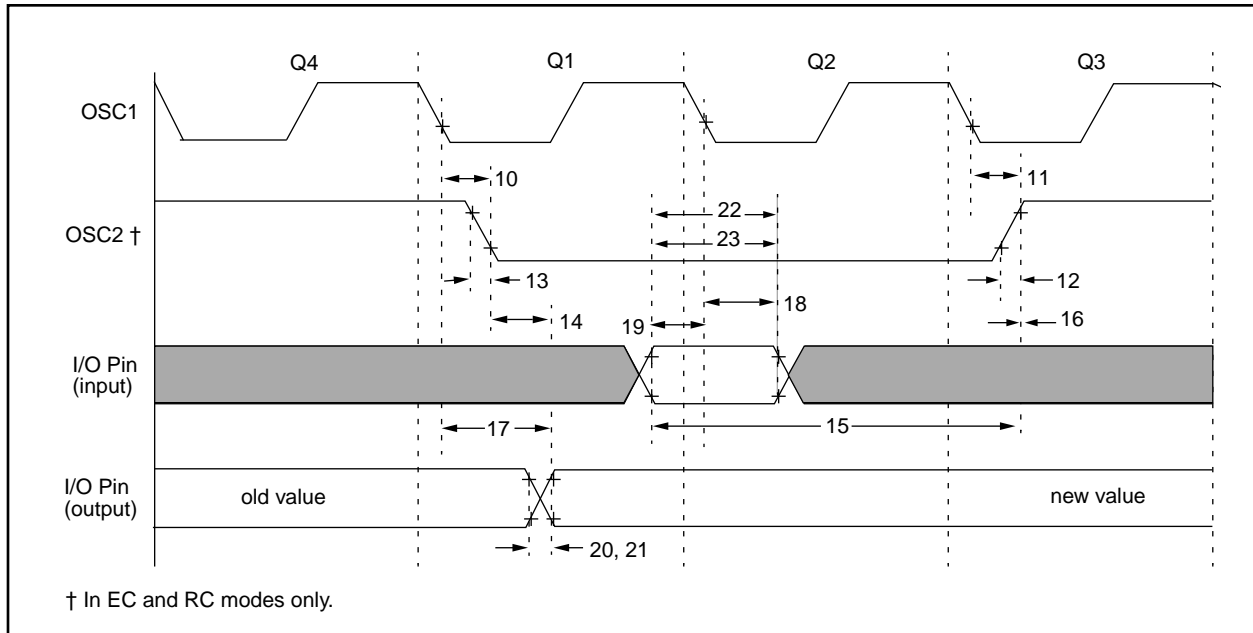 Q4 Q1 Q2 Q3
OSC1
10 11
22
OSC2 †
23
13 12
18
14 19 16
I/O Pin
(input)
17 15
I/O Pin
(output)
old value new value
20, 21
† In EC and RC modes only.